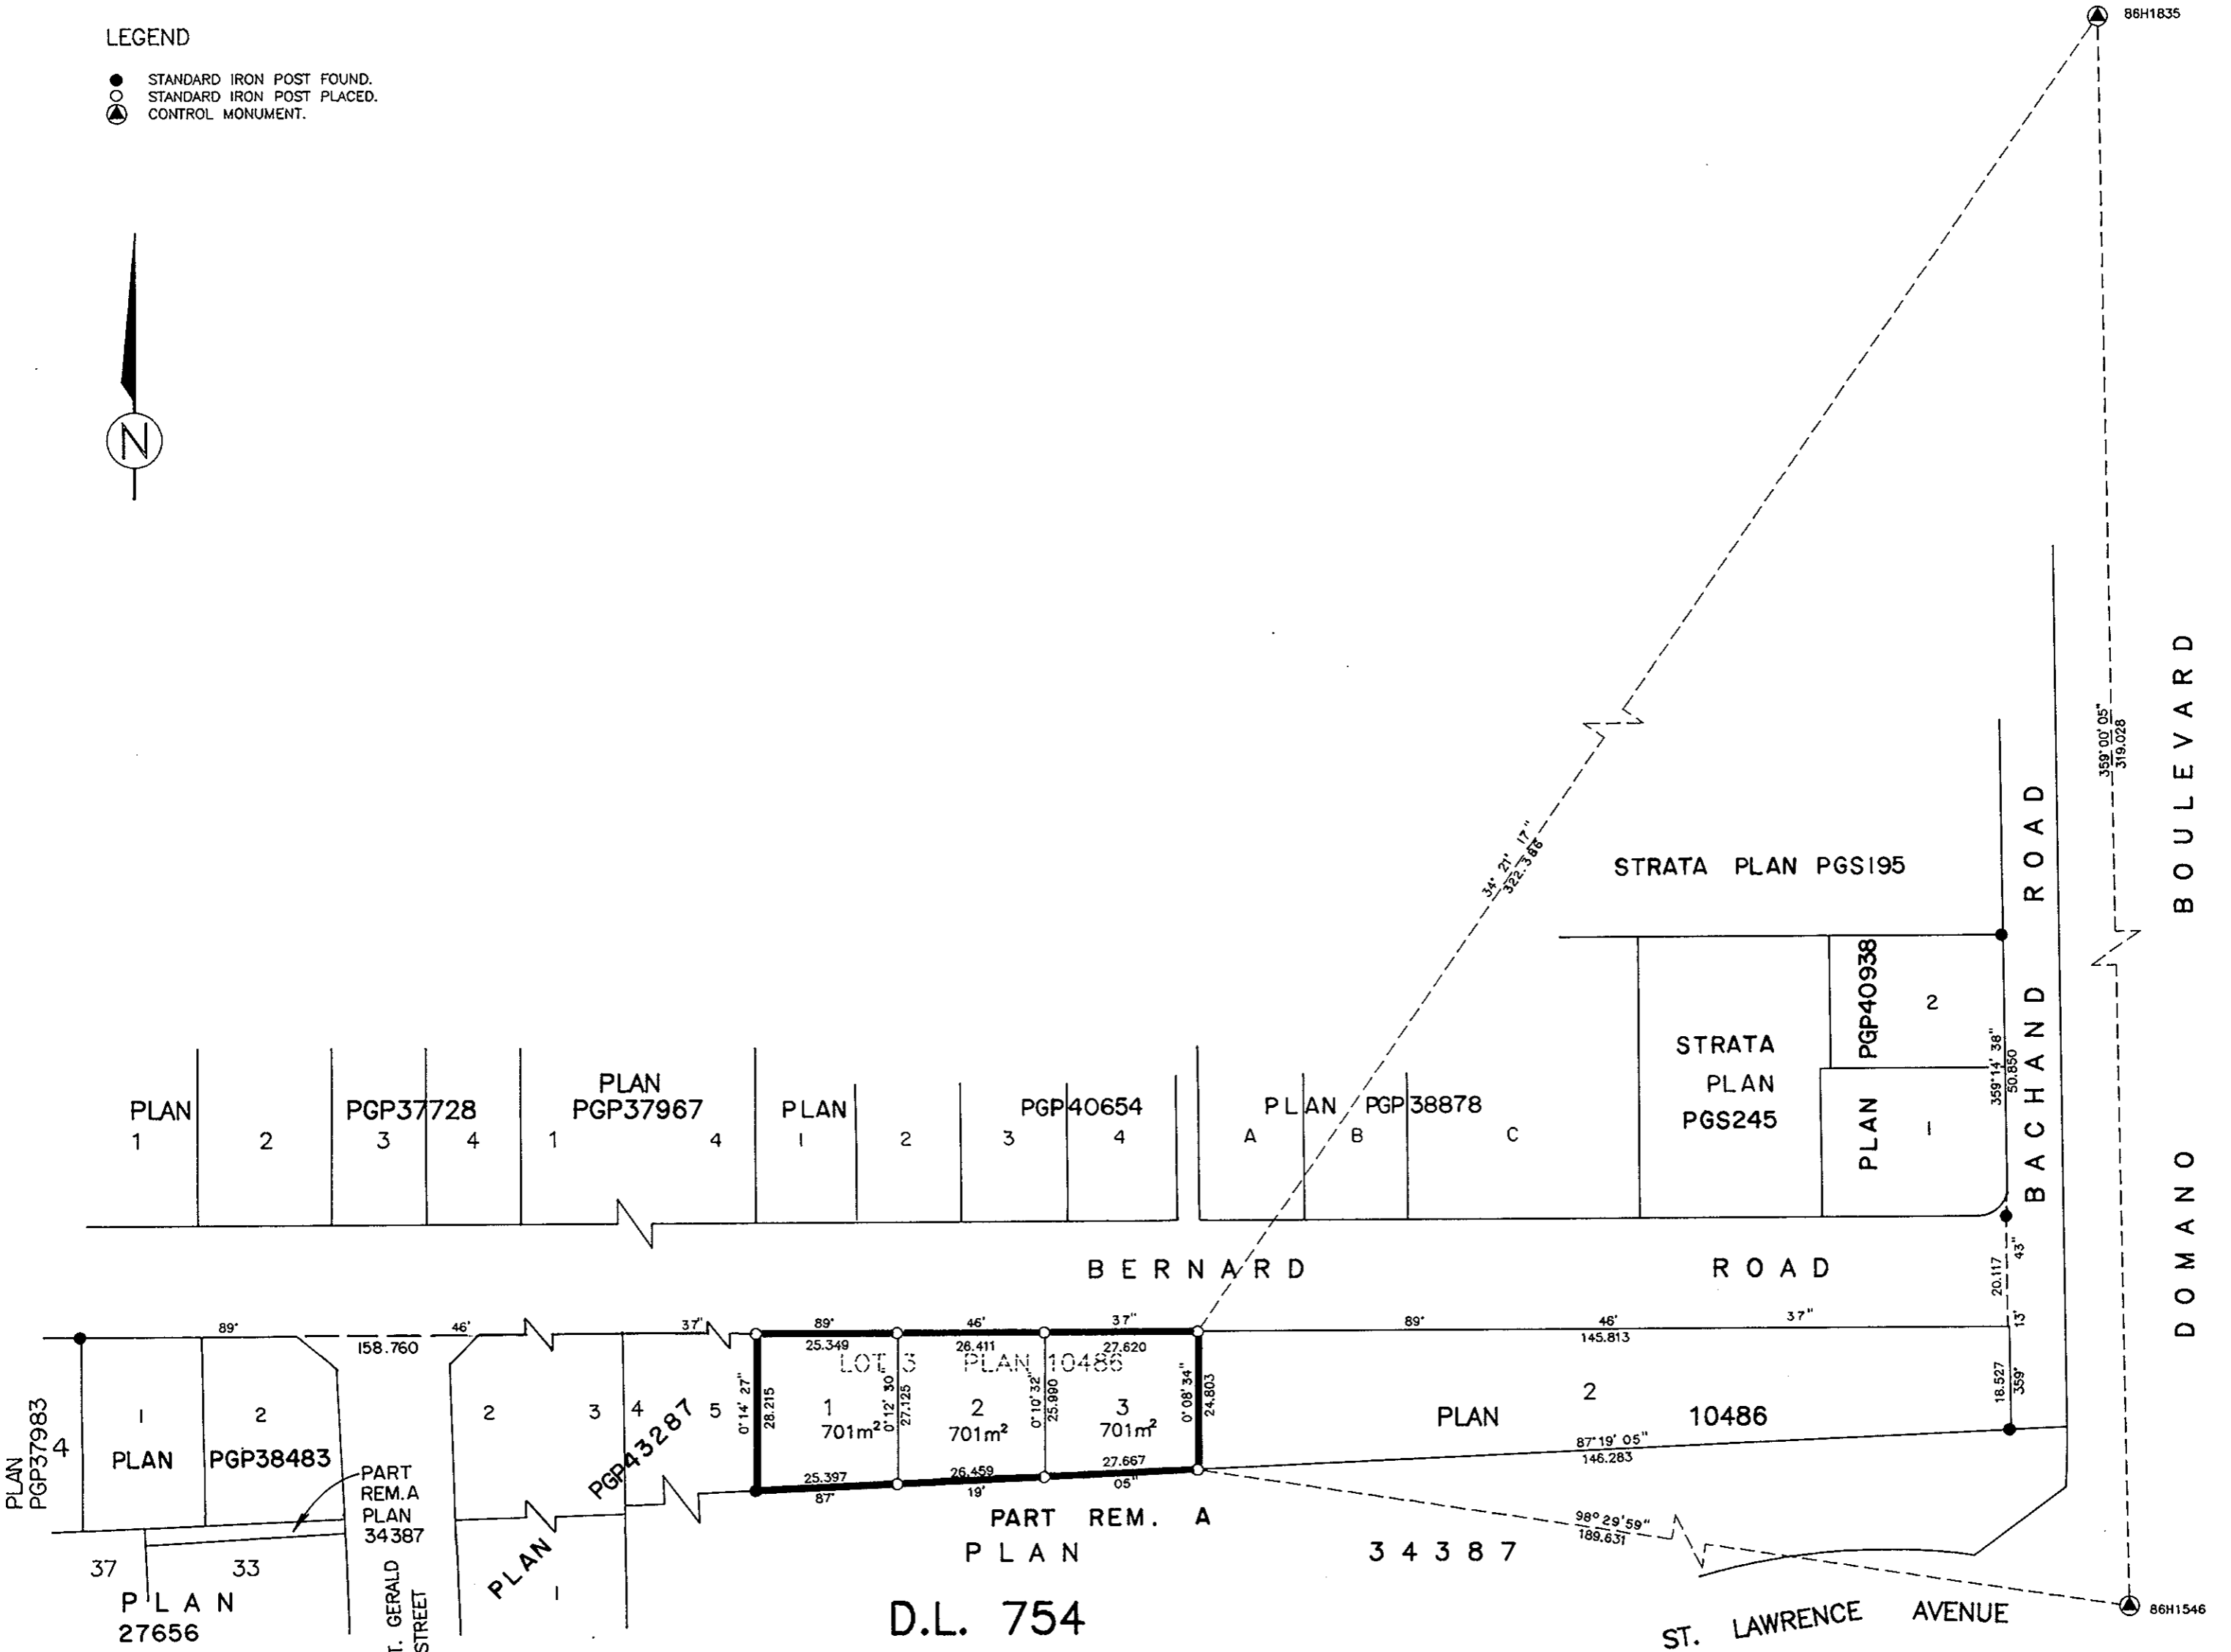 86H1835
LEGEND
STANDARD IRON POST FOUND.
STANDARD IRON POST PLACED.
CONTROL MONUMENT.
N
BOULEVARD
359° 00' 05"
319.028
34° 21' 17"
322.386
STRATA PLAN PGS195
BACHAND ROAD
PLAN PGP40938
2
1
359° 14' 38"
50.850
STRATA
PLAN
PGS245
PLAN PGP37728
1 2 3 4
PLAN
PGP37967
1 4
PLAN PGP40654
1 2 3 4
PLAN PGP38878
A B C
DOMANO
BERNARD ROAD
20.117
359° 13' 43"
18.527
89° 46' 37"
158.760
89° 46' 37"
25.349 26.411 27.620
LOT 3 PLAN 10486
89° 46' 37"
145.813
0° 14' 27"
28.215
0° 12' 30"
27.125
0° 10' 32"
25.990
0° 08' 34"
24.803
1
701m²
2
701m²
3
701m²
2
PLAN 10486
87° 19' 05"
146.283
25.397 26.459 27.667
87° 19' 05"
PLAN
PGP37983
4
1 2
PLAN PGP38483
PART
REM.A
PLAN
34387
2 3 4 5
PLAN PGP43287
1
PART REM. A
PLAN 34387
98° 29' 59"
189.631
37 33
PLAN
27656
T. GERALD
STREET
D.L. 754
ST. LAWRENCE AVENUE
86H1546